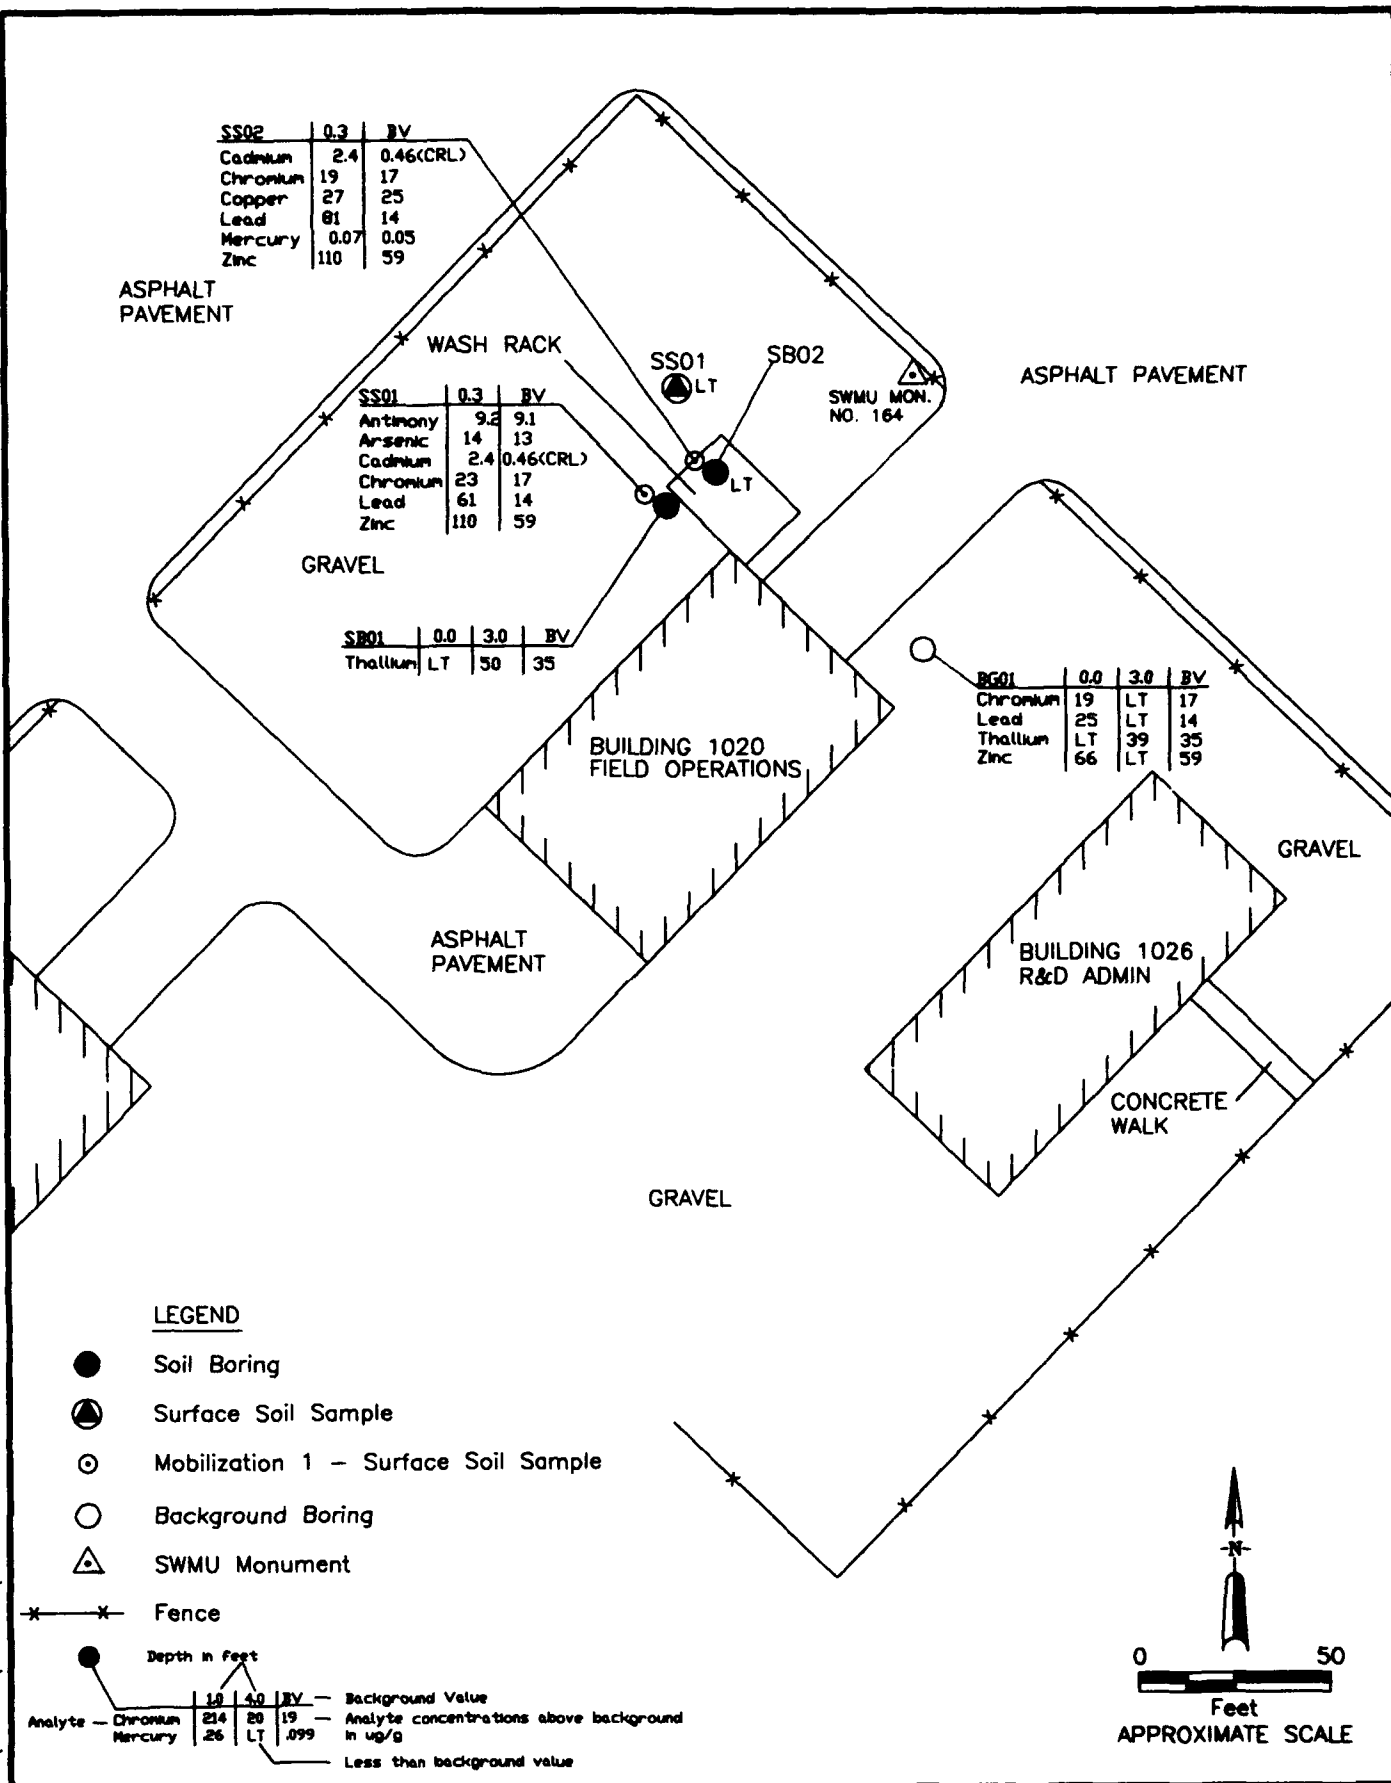 SS02 0.3 BV
Cadmium 2.4 0.46(CRL)
Chromium 19 17
Copper 27 25
Lead 81 14
Mercury 0.07 0.05
Zinc 110 59
ASPHALT
PAVEMENT
WASH RACK
SS01
LT
SB02
SWMU MON.
NO. 164
ASPHALT PAVEMENT
SS01 0.3 BV
Antimony 9.2 9.1
Arsenic 14 13
Cadmium 2.4 0.46(CRL)
Chromium 23 17
Lead 61 14
Zinc 110 59
LT
GRAVEL
SB01 0.0 3.0 BV
Thallium LT 50 35
BG01 0.0 3.0 BV
Chromium 19 LT 17
Lead 25 LT 14
Thallium LT 39 35
Zinc 66 LT 59
BUILDING 1020
FIELD OPERATIONS
GRAVEL
ASPHALT
PAVEMENT
BUILDING 1026
R&D ADMIN
CONCRETE
WALK
GRAVEL
LEGEND
Soil Boring
Surface Soil Sample
Mobilization 1 – Surface Soil Sample
Background Boring
SWMU Monument
Fence
Depth in feet
1.0 4.0 BV — Background Value
Analyte — Chromium 214 20 19 — Analyte concentrations above background
Mercury .26 LT .099 in ug/g
Less than background value
N
0 50
Feet
APPROXIMATE SCALE